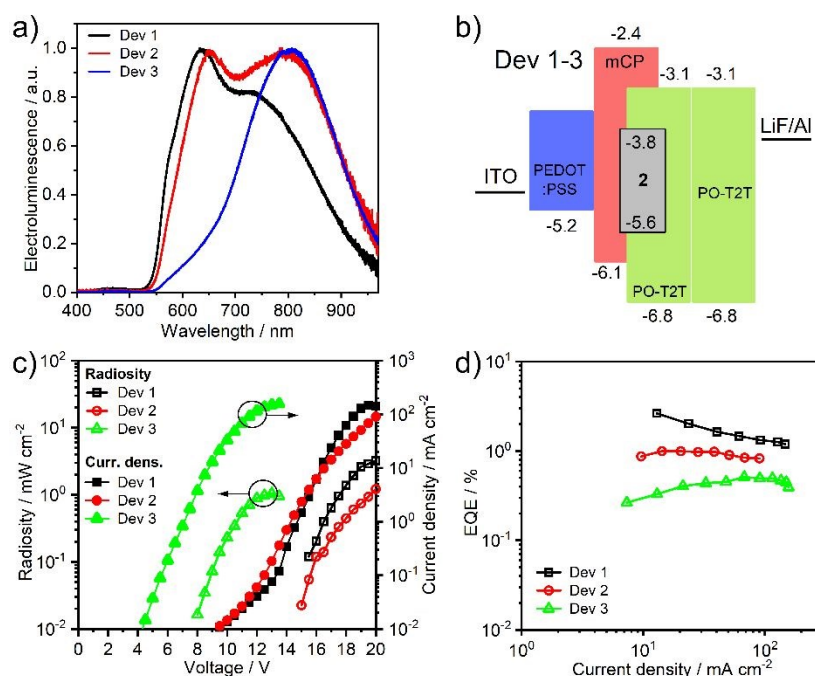 a)
Dev 1
Dev 2
Dev 3
1.0
0.8
0.6
0.4
0.2
0.0
Electroluminescence / a.u.
400 500 600 700 800 900
Wavelength / nm
b)
Dev 1-3
-2.4
mCP
-3.1
-3.1
LiF/Al
-3.8
ITO
PEDOT
:PSS
2
PO-T2T
-5.6
-5.2
-6.1
PO-T2T
-6.8
-6.8
c)
10²
10¹
10⁰
10⁻¹
10⁻²
Radiosity / mW cm⁻²
Radiosity
Dev 1
Dev 2
Dev 3
Curr. dens.
Dev 1
Dev 2
Dev 3
10³
10²
10¹
10⁰
10⁻¹
10⁻²
Current density / mA cm⁻²
0 2 4 6 8 10 12 14 16 18 20
Voltage / V
d)
10¹
10⁰
10⁻¹
10⁻²
EQE / %
Dev 1
Dev 2
Dev 3
10⁰ 10¹ 10²
Current density / mA cm⁻²